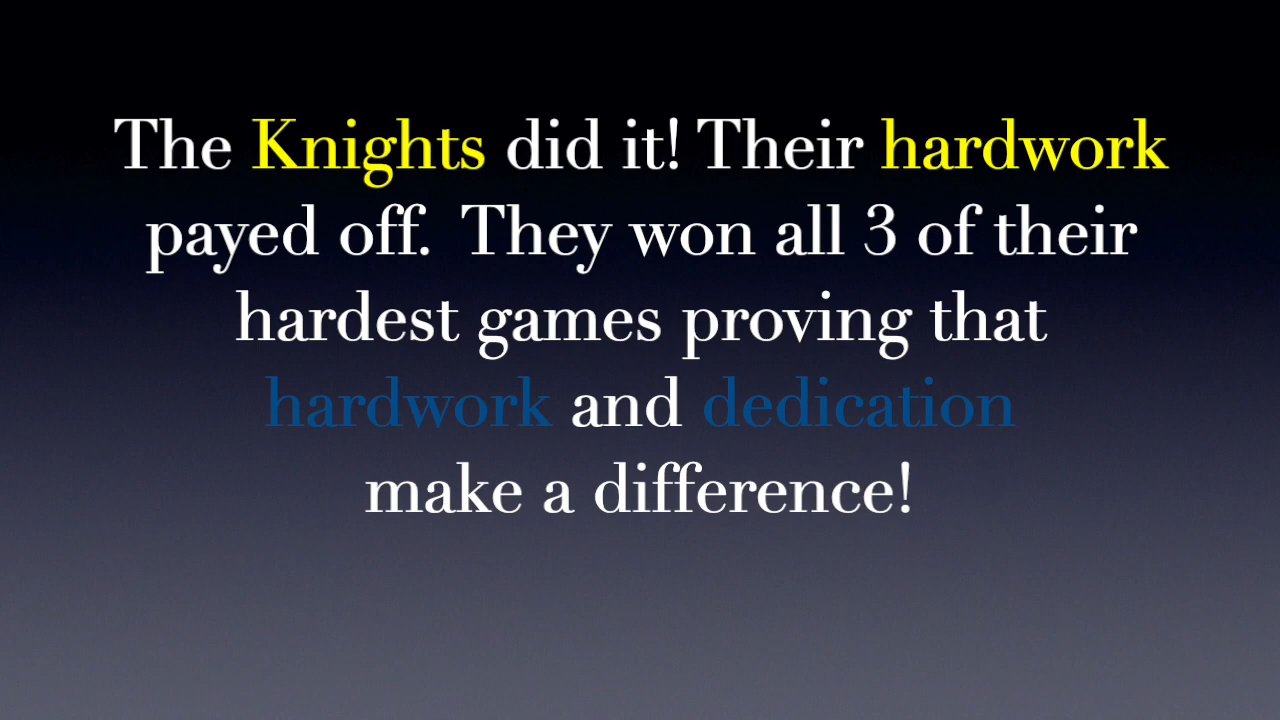 The Knights did it! Their hardwork
payed off. They won all 3 of their
hardest games proving that
hardwork and dedication
make a difference!